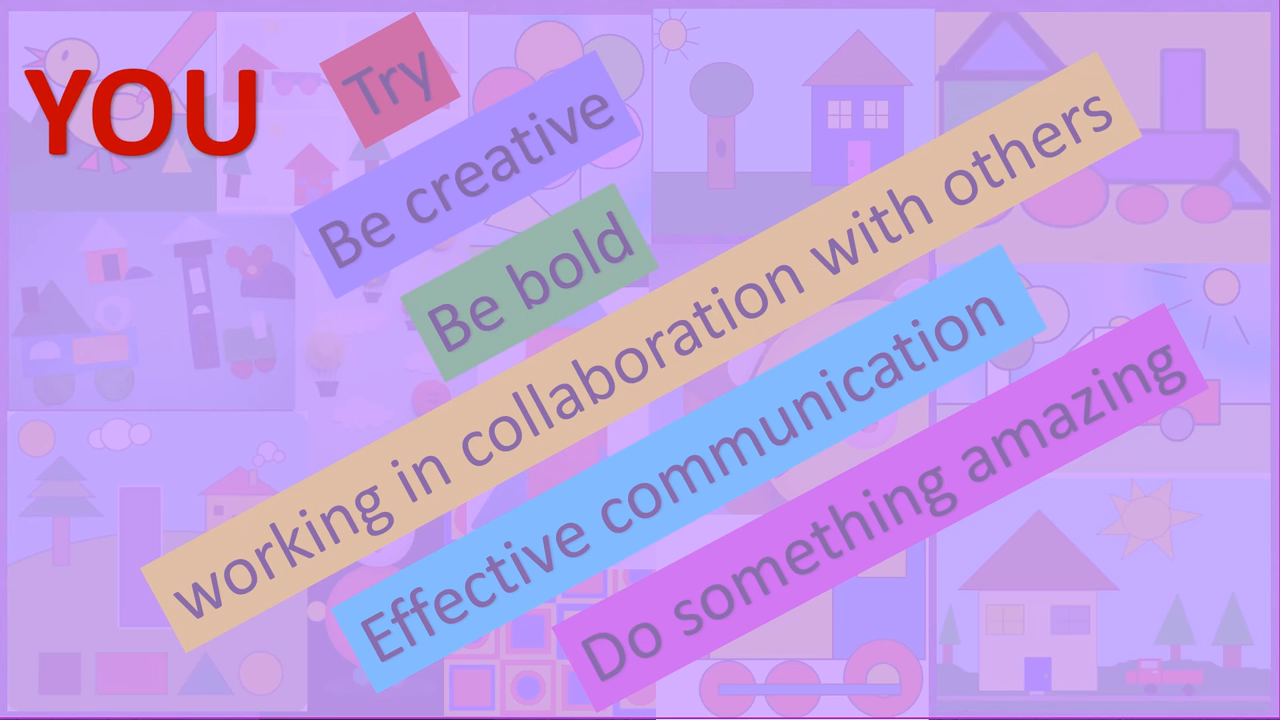 YOU
Try
Be creative
Be bold
working in collaboration with others
Effective communication
Do something amazing